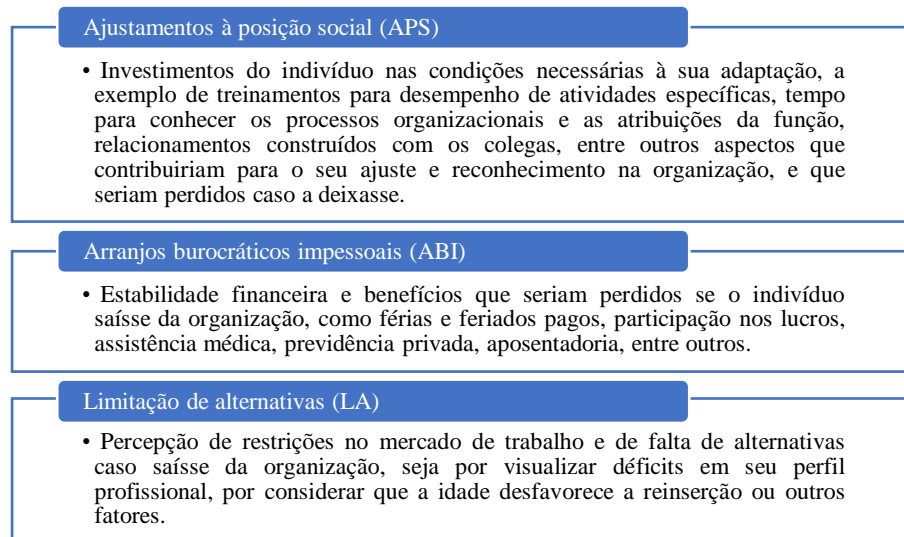 Ajustamentos à posição social (APS)
• Investimentos do indivíduo nas condições necessárias à sua adaptação, a
exemplo de treinamentos para desempenho de atividades específicas, tempo
para conhecer os processos organizacionais e as atribuições da função,
relacionamentos construídos com os colegas, entre outros aspectos que
contribuiriam para o seu ajuste e reconhecimento na organização, e que
seriam perdidos caso a deixasse.
Arranjos burocráticos impessoais (ABI)
• Estabilidade financeira e benefícios que seriam perdidos se o indivíduo
saísse da organização, como férias e feriados pagos, participação nos lucros,
assistência médica, previdência privada, aposentadoria, entre outros.
Limitação de alternativas (LA)
• Percepção de restrições no mercado de trabalho e de falta de alternativas
caso saísse da organização, seja por visualizar déficits em seu perfil
profissional, por considerar que a idade desfavorece a reinserção ou outros
fatores.